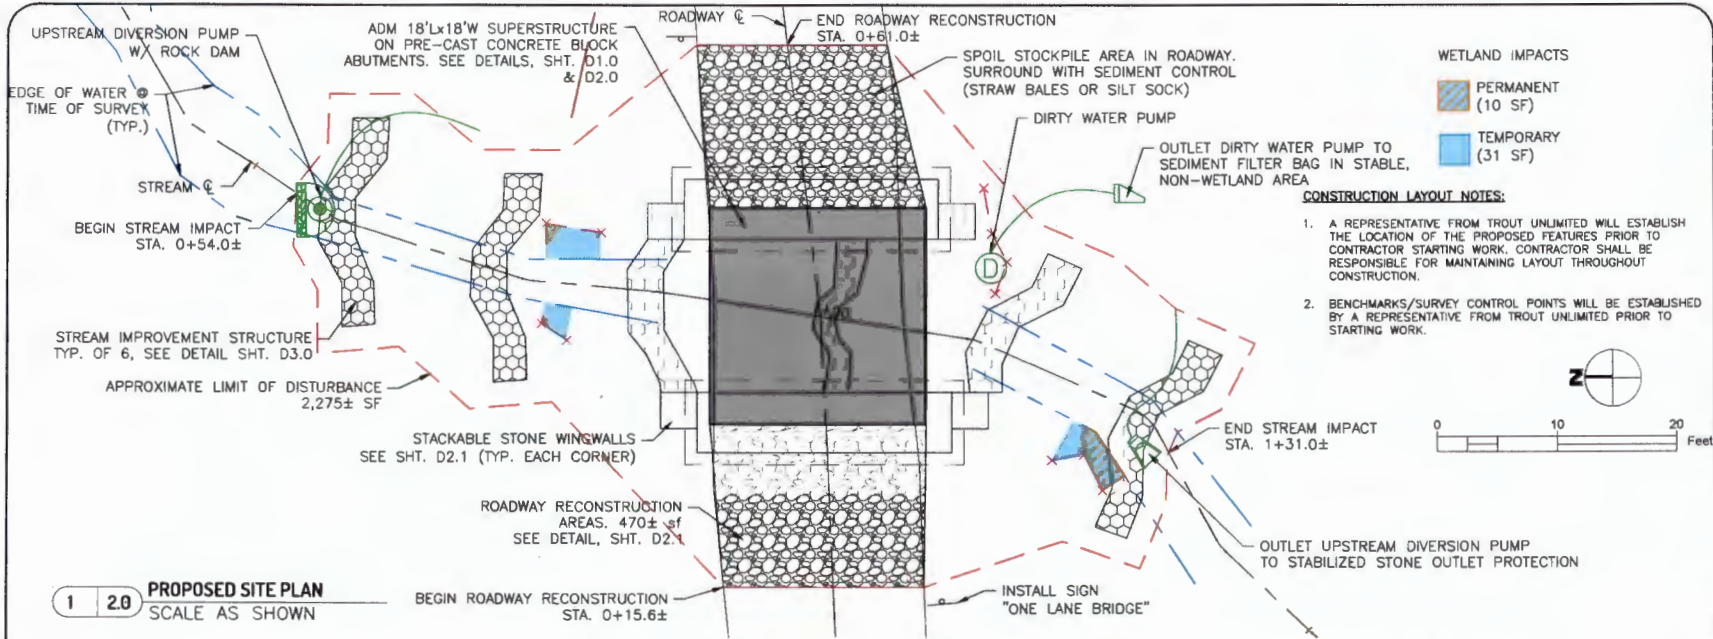 UPSTREAM DIVERSION PUMP
W/ ROCK DAM
EDGE OF WATER @
TIME OF SURVEY
(TYP.)
STREAM ℄
BEGIN STREAM IMPACT
STA. 0+54.0±
STREAM IMPROVEMENT STRUCTURE
TYP. OF 6, SEE DETAIL SHT. D3.0
APPROXIMATE LIMIT OF DISTURBANCE
2,275± SF
ADM 18'Lx18'W SUPERSTRUCTURE
ON PRE-CAST CONCRETE BLOCK
ABUTMENTS. SEE DETAILS, SHT. D1.0
& D2.0
STACKABLE STONE WINGWALLS
SEE SHT. D2.1 (TYP. EACH CORNER)
ROADWAY RECONSTRUCTION
AREAS. 470± sf
SEE DETAIL, SHT. D2.1
BEGIN ROADWAY RECONSTRUCTION
STA. 0+15.6±
ROADWAY ℄
END ROADWAY RECONSTRUCTION
STA. 0+61.0±
SPOIL STOCKPILE AREA IN ROADWAY.
SURROUND WITH SEDIMENT CONTROL
(STRAW BALES OR SILT SOCK)
DIRTY WATER PUMP
D
OUTLET DIRTY WATER PUMP TO
SEDIMENT FILTER BAG IN STABLE,
NON-WETLAND AREA
END STREAM IMPACT
STA. 1+31.0±
OUTLET UPSTREAM DIVERSION PUMP
TO STABILIZED STONE OUTLET PROTECTION
INSTALL SIGN
"ONE LANE BRIDGE"
WETLAND IMPACTS
PERMANENT
(10 SF)
TEMPORARY
(31 SF)
CONSTRUCTION LAYOUT NOTES:
1. A REPRESENTATIVE FROM TROUT UNLIMITED WILL ESTABLISH
THE LOCATION OF THE PROPOSED FEATURES PRIOR TO
CONTRACTOR STARTING WORK. CONTRACTOR SHALL BE
RESPONSIBLE FOR MAINTAINING LAYOUT THROUGHOUT
CONSTRUCTION.
2. BENCHMARKS/SURVEY CONTROL POINTS WILL BE ESTABLISHED
BY A REPRESENTATIVE FROM TROUT UNLIMITED PRIOR TO
STARTING WORK.
N
0 10 20
Feet
1 2.0 PROPOSED SITE PLAN
SCALE AS SHOWN